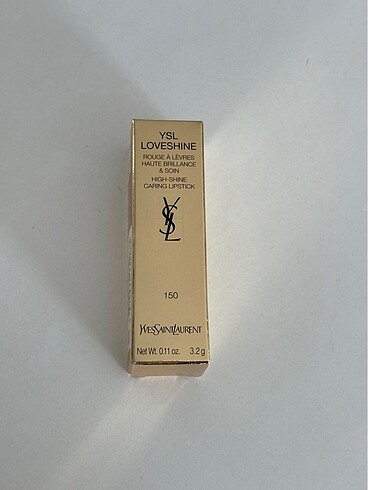 YSL
LOVESHINE
ROUGE À LÈVRES
HAUTE BRILLANCE
& SOIN
HIGH-SHINE
CARING LIPSTICK
YSL
150
YVESSAINTLAURENT
Net Wt. 0.11 oz. 3.2 g